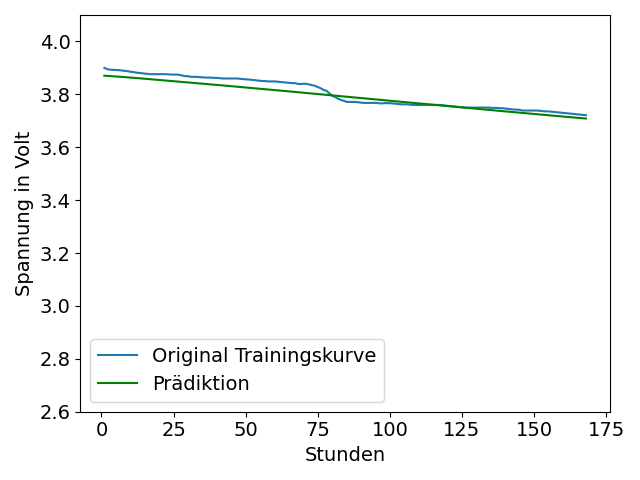 4.0
3.8
3.6
3.4
3.2
3.0
2.8
2.6
Spannung in Volt
Original Trainingskurve
Prädiktion
0 25 50 75 100 125 150 175
Stunden